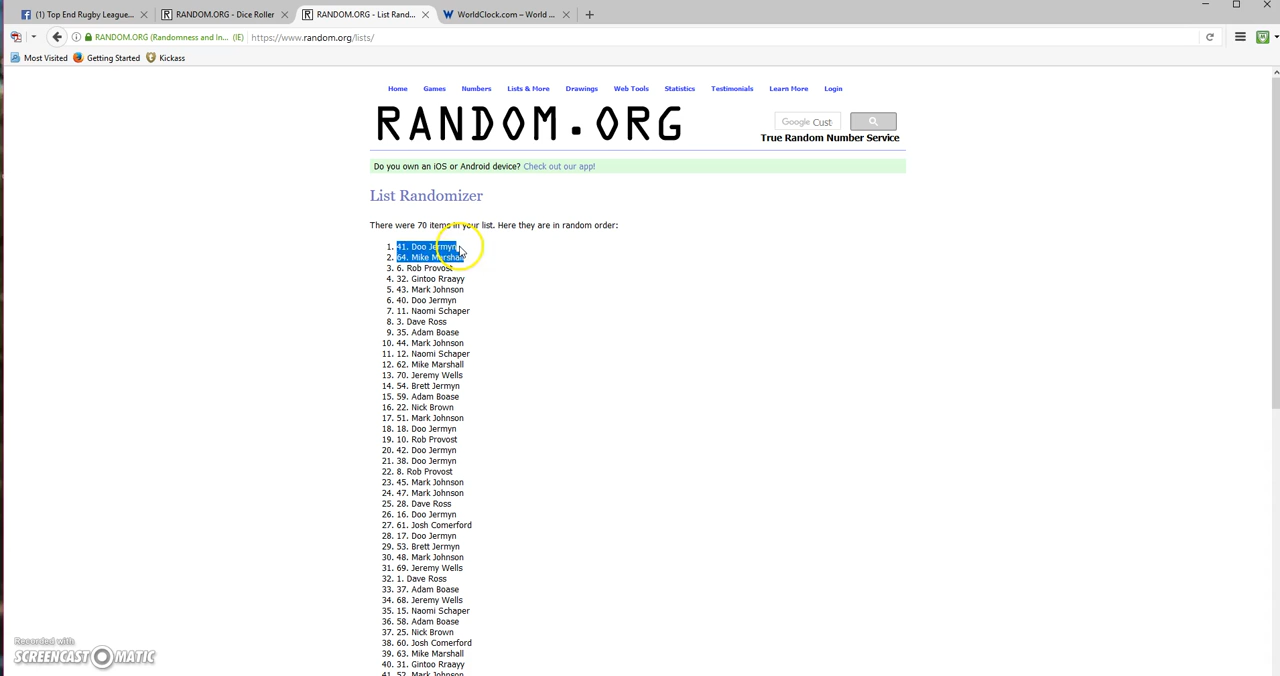 (1) Top End Rugby League... RANDOM.ORG - Dice Roller RANDOM.ORG - List Rand... WorldClock.com – World ...
RANDOM.ORG (Randomness and In... (IE) https://www.random.org/lists/
Most Visited Getting Started Kickass
Home Games Numbers Lists & More Drawings Web Tools Statistics Testimonials Learn More Login
RANDOM.ORG
Google Cust
True Random Number Service
Do you own an iOS or Android device? Check out our app!
List Randomizer
There were 70 items in your list. Here they are in random order:
1. 41. Doo Jermyn
2. 64. Mike Marshall
3. 6. Rob Provost
4. 32. Gintoo Rraayy
5. 43. Mark Johnson
6. 40. Doo Jermyn
7. 11. Naomi Schaper
8. 3. Dave Ross
9. 35. Adam Boase
10. 44. Mark Johnson
11. 12. Naomi Schaper
12. 62. Mike Marshall
13. 70. Jeremy Wells
14. 54. Brett Jermyn
15. 59. Adam Boase
16. 22. Nick Brown
17. 51. Mark Johnson
18. 18. Doo Jermyn
19. 10. Rob Provost
20. 42. Doo Jermyn
21. 38. Doo Jermyn
22. 8. Rob Provost
23. 45. Mark Johnson
24. 47. Mark Johnson
25. 28. Dave Ross
26. 16. Doo Jermyn
27. 61. Josh Comerford
28. 17. Doo Jermyn
29. 53. Brett Jermyn
30. 48. Mark Johnson
31. 69. Jeremy Wells
32. 1. Dave Ross
33. 37. Adam Boase
34. 68. Jeremy Wells
35. 15. Naomi Schaper
36. 58. Adam Boase
37. 25. Nick Brown
38. 60. Josh Comerford
39. 63. Mike Marshall
40. 31. Gintoo Rraayy
41. 52. Mark Johnson
Recorded with
SCREENCAST O MATIC